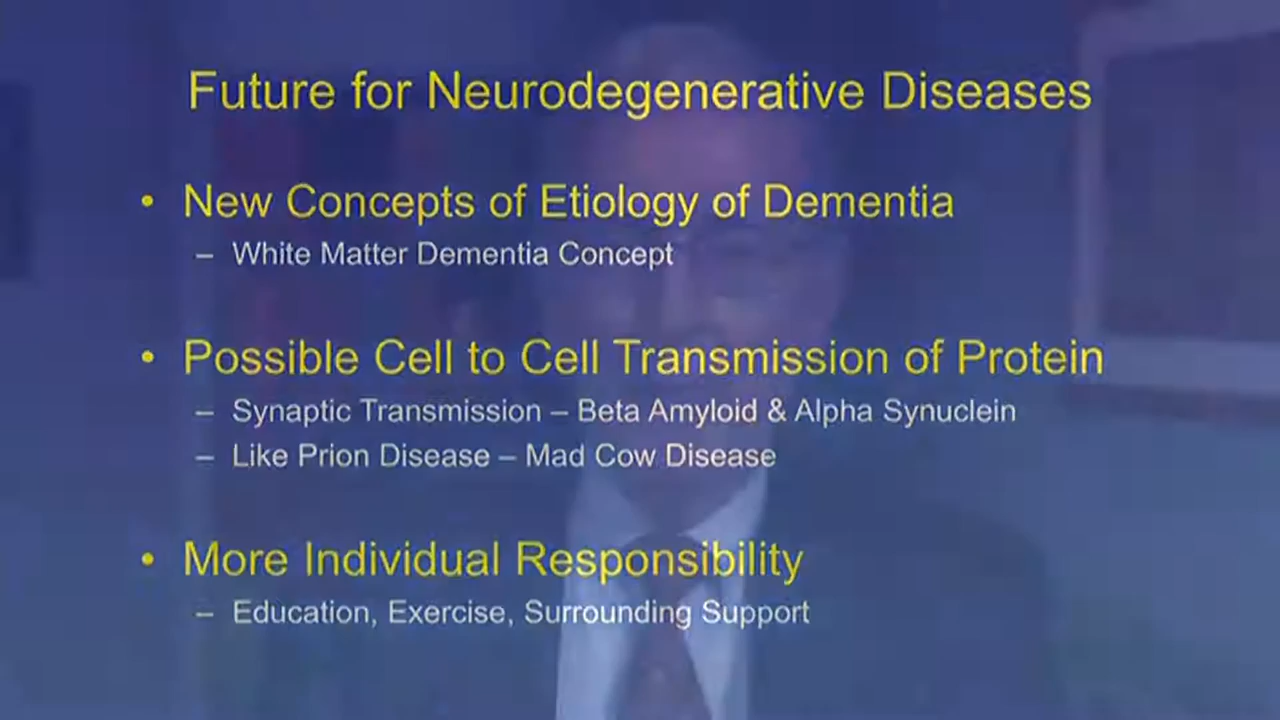 Future for Neurodegenerative Diseases
• New Concepts of Etiology of Dementia
– White Matter Dementia Concept
• Possible Cell to Cell Transmission of Protein
– Synaptic Transmission – Beta Amyloid & Alpha Synuclein
– Like Prion Disease – Mad Cow Disease
• More Individual Responsibility
– Education, Exercise, Surrounding Support